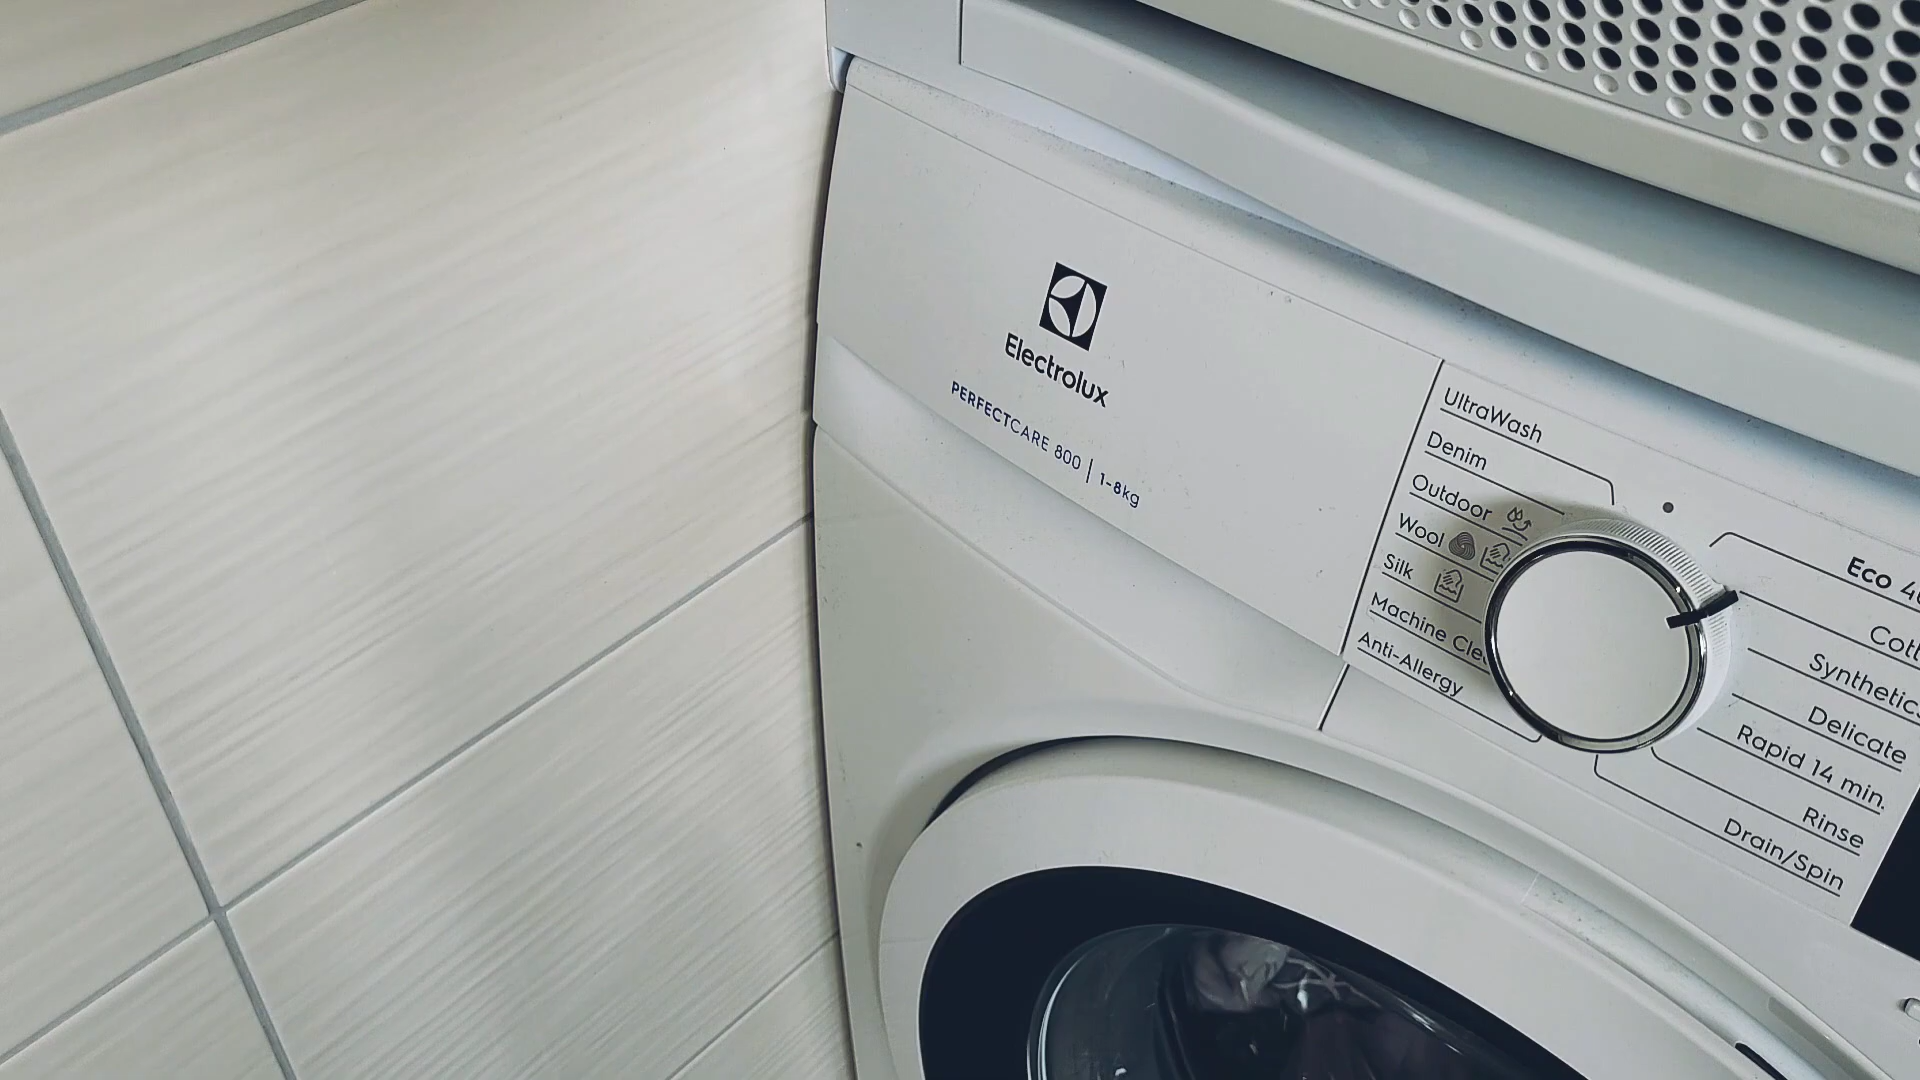 Electrolux
PERFECTCARE 800 | 1-8kg
UltraWash
Denim
Outdoor
Wool
Silk
Machine
Anti-Allergy
Eco
Synthetics
Delicate
Rapid 14 min.
Rinse
Drain/Spin